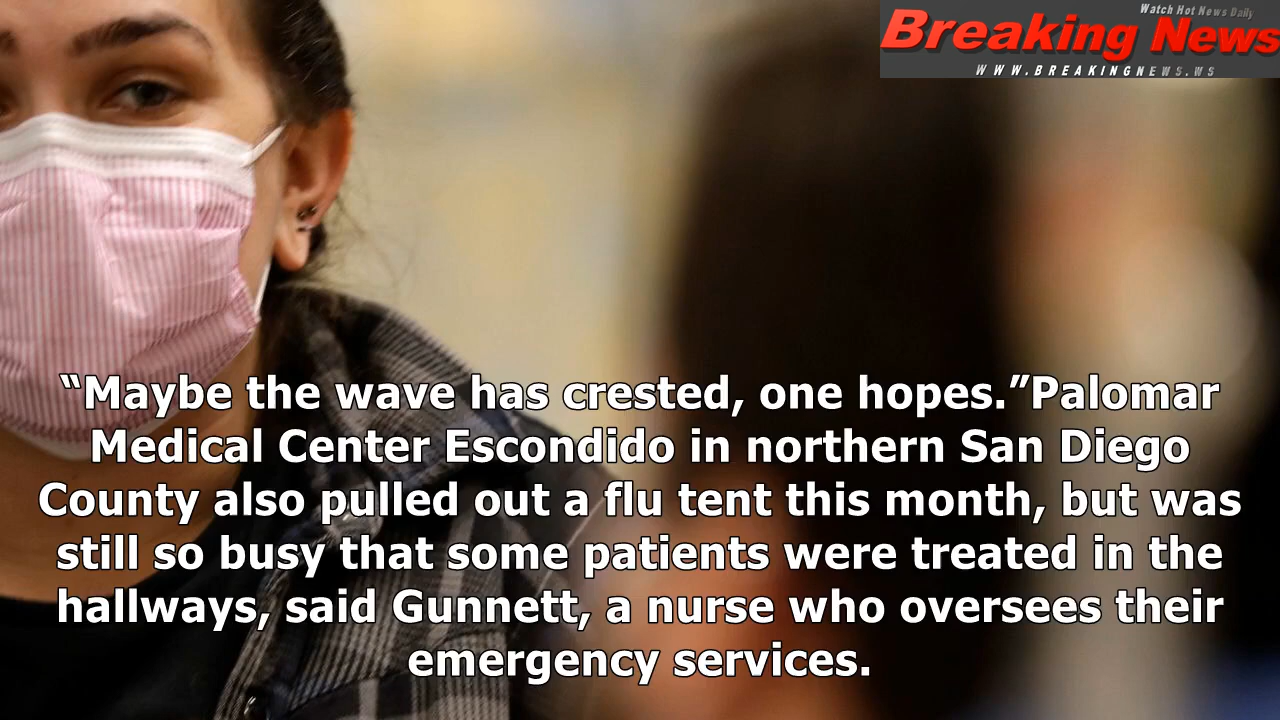 Watch Hot News Daily
Breaking News
WWW.BREAKINGNEWS.WS
“Maybe the wave has crested, one hopes.”Palomar
Medical Center Escondido in northern San Diego
County also pulled out a flu tent this month, but was
still so busy that some patients were treated in the
hallways, said Gunnett, a nurse who oversees their
emergency services.